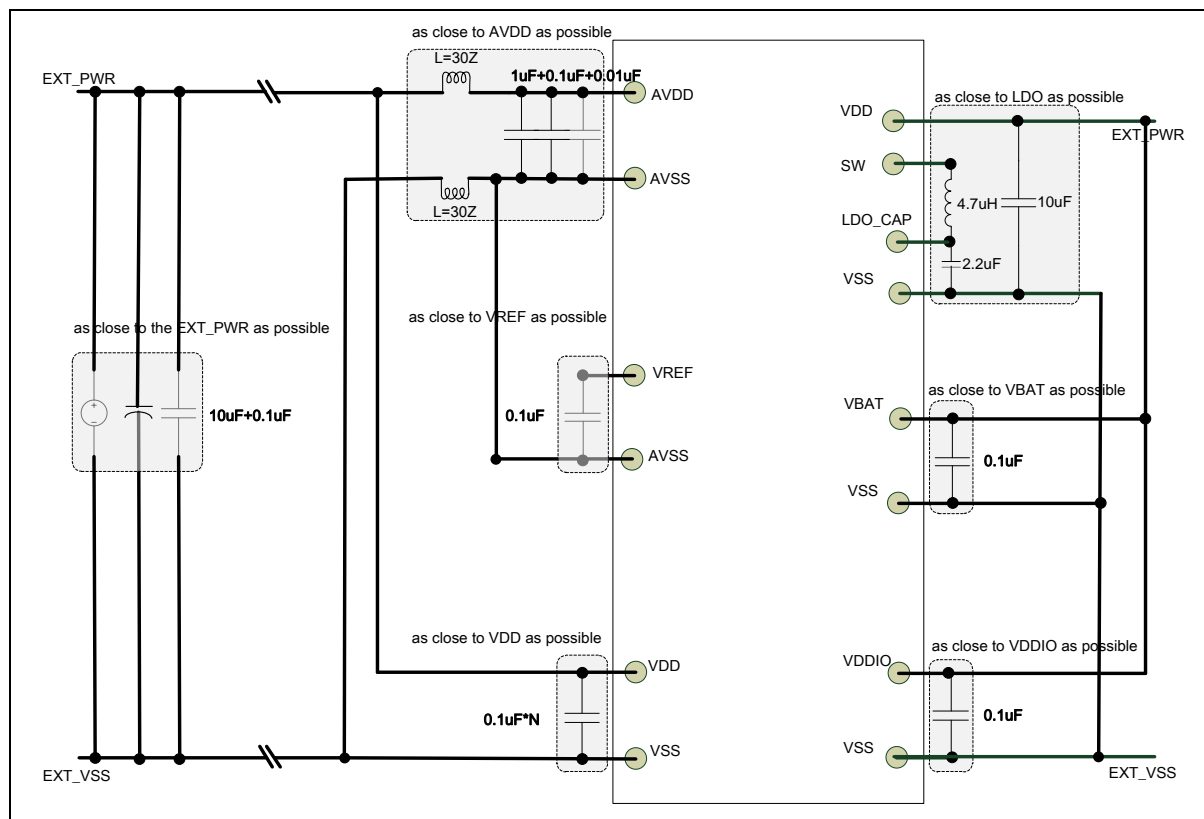 as close to AVDD as possible
L=30Z
EXT_PWR
1uF+0.1uF+0.01uF
AVDD
AVSS
L=30Z
as close to LDO as possible
VDD
EXT_PWR
SW
4.7uH
10uF
LDO_CAP
2.2uF
VSS
as close to the EXT_PWR as possible
10uF+0.1uF
+
−
as close to VREF as possible
VREF
0.1uF
AVSS
as close to VBAT as possible
VBAT
0.1uF
VSS
as close to VDD as possible
VDD
0.1uF*N
VSS
as close to VDDIO as possible
VDDIO
0.1uF
VSS
EXT_VSS
EXT_VSS